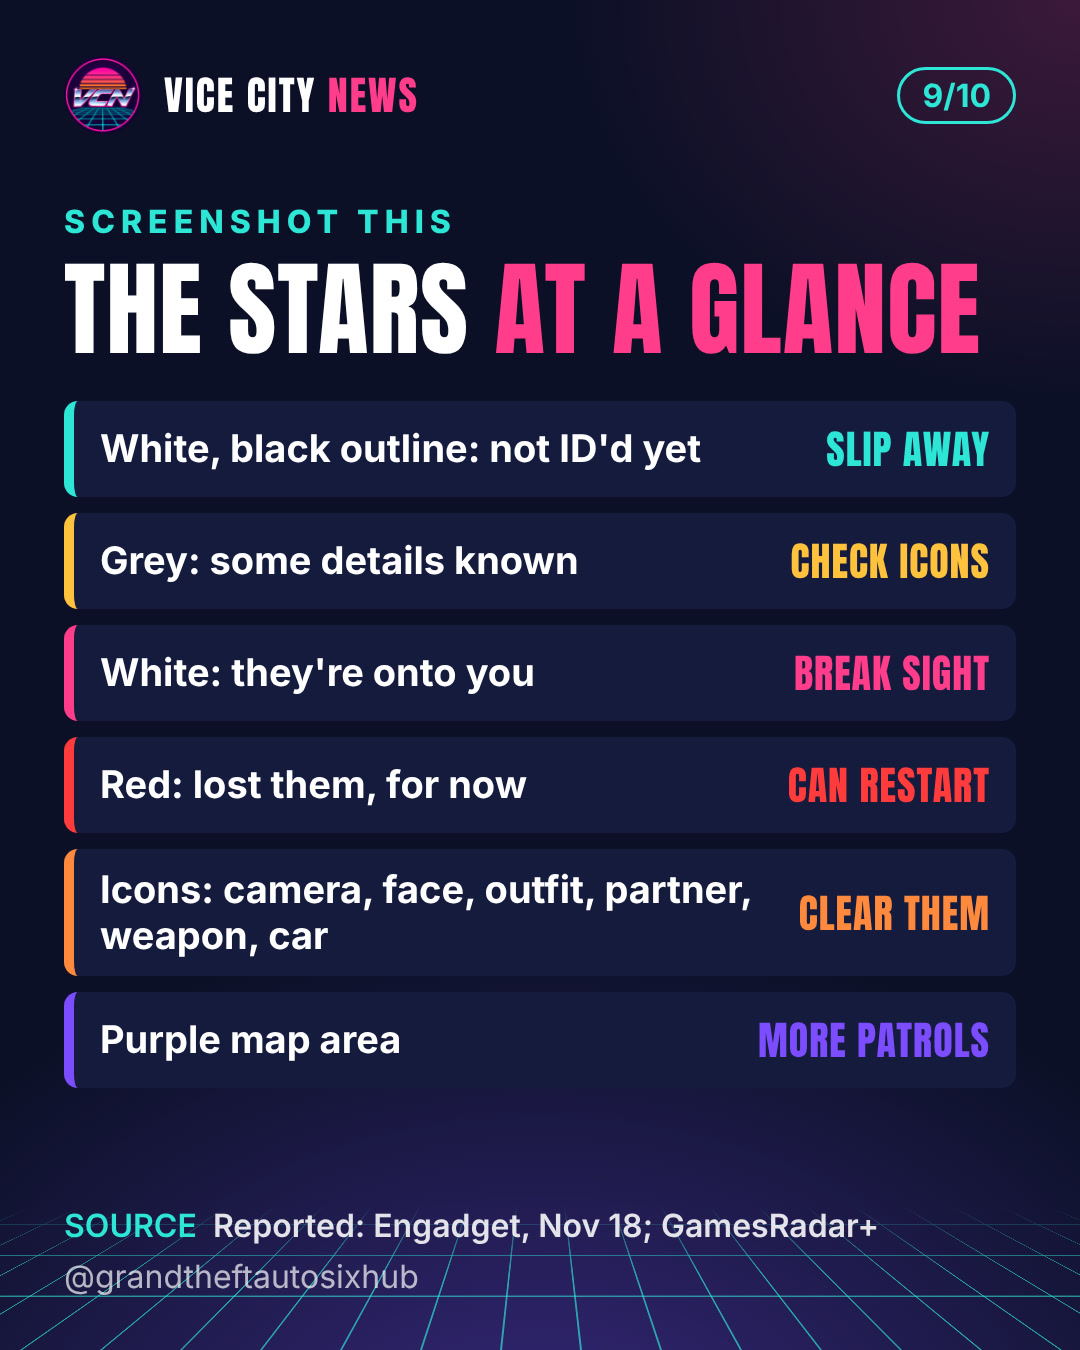 VCN
VICE CITY NEWS
9/10
SCREENSHOT THIS
THE STARS AT A GLANCE
White, black outline: not ID'd yet
SLIP AWAY
Grey: some details known
CHECK ICONS
White: they're onto you
BREAK SIGHT
Red: lost them, for now
CAN RESTART
Icons: camera, face, outfit, partner,
weapon, car
CLEAR THEM
Purple map area
MORE PATROLS
SOURCE Reported: Engadget, Nov 18; GamesRadar+
@grandtheftautosixhub